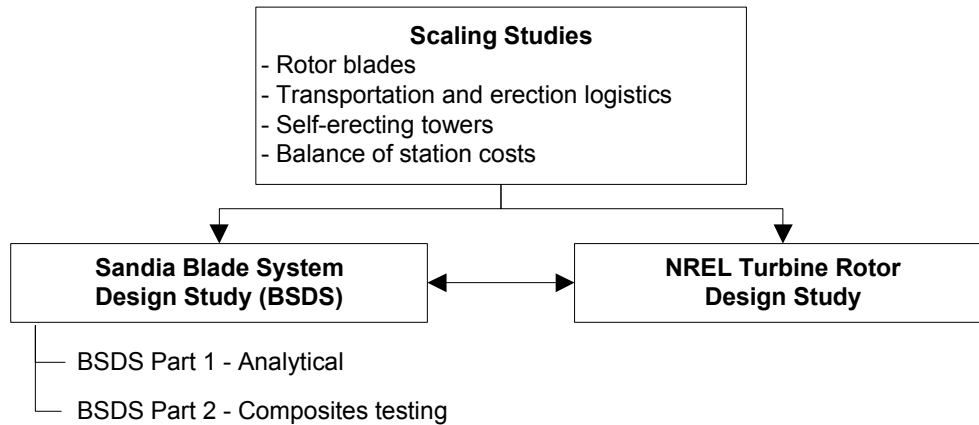 Scaling Studies
- Rotor blades
- Transportation and erection logistics
- Self-erecting towers
- Balance of station costs
Sandia Blade System
Design Study (BSDS)
NREL Turbine Rotor
Design Study
BSDS Part 1 - Analytical
BSDS Part 2 - Composites testing